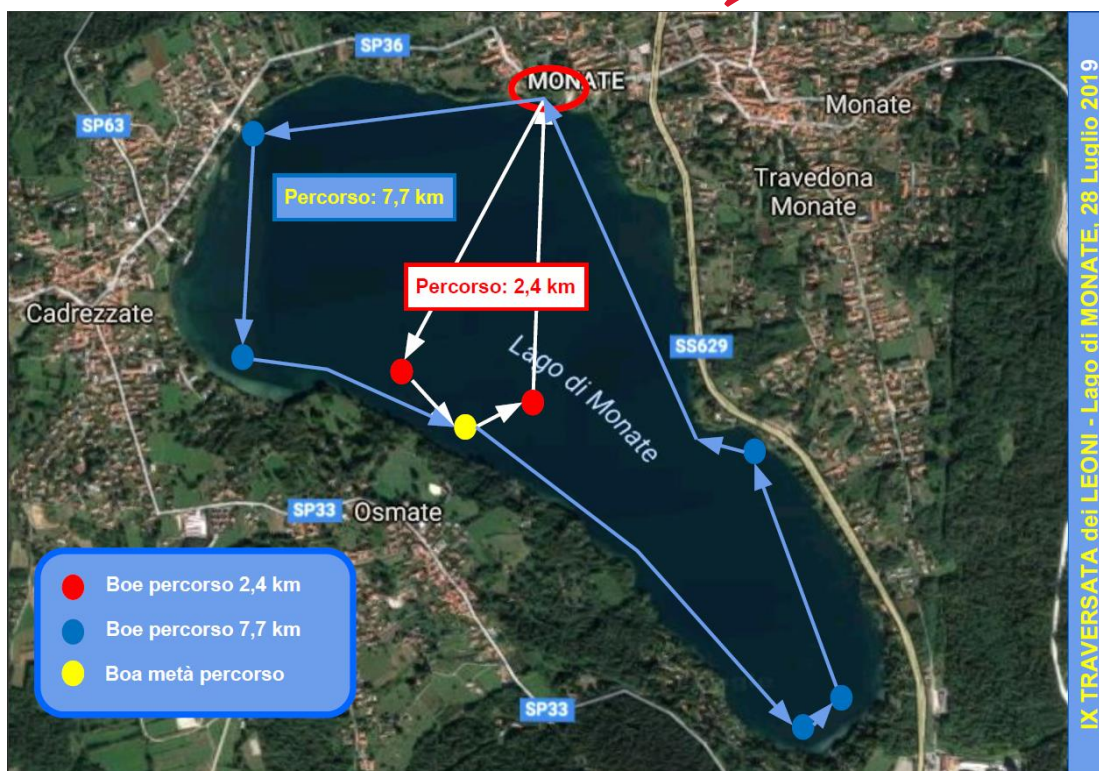 SP36
MONATE
Monate
SP63
Travedona
Monate
Percorso: 7,7 km
Percorso: 2,4 km
Cadrezzate
SS629
Lago di Monate
SP33
Osmate
Boe percorso 2,4 km
Boe percorso 7,7 km
Boa metà percorso
SP33
IX TRAVERSATA dei LEONI - Lago di MONATE, 28 Luglio 2019